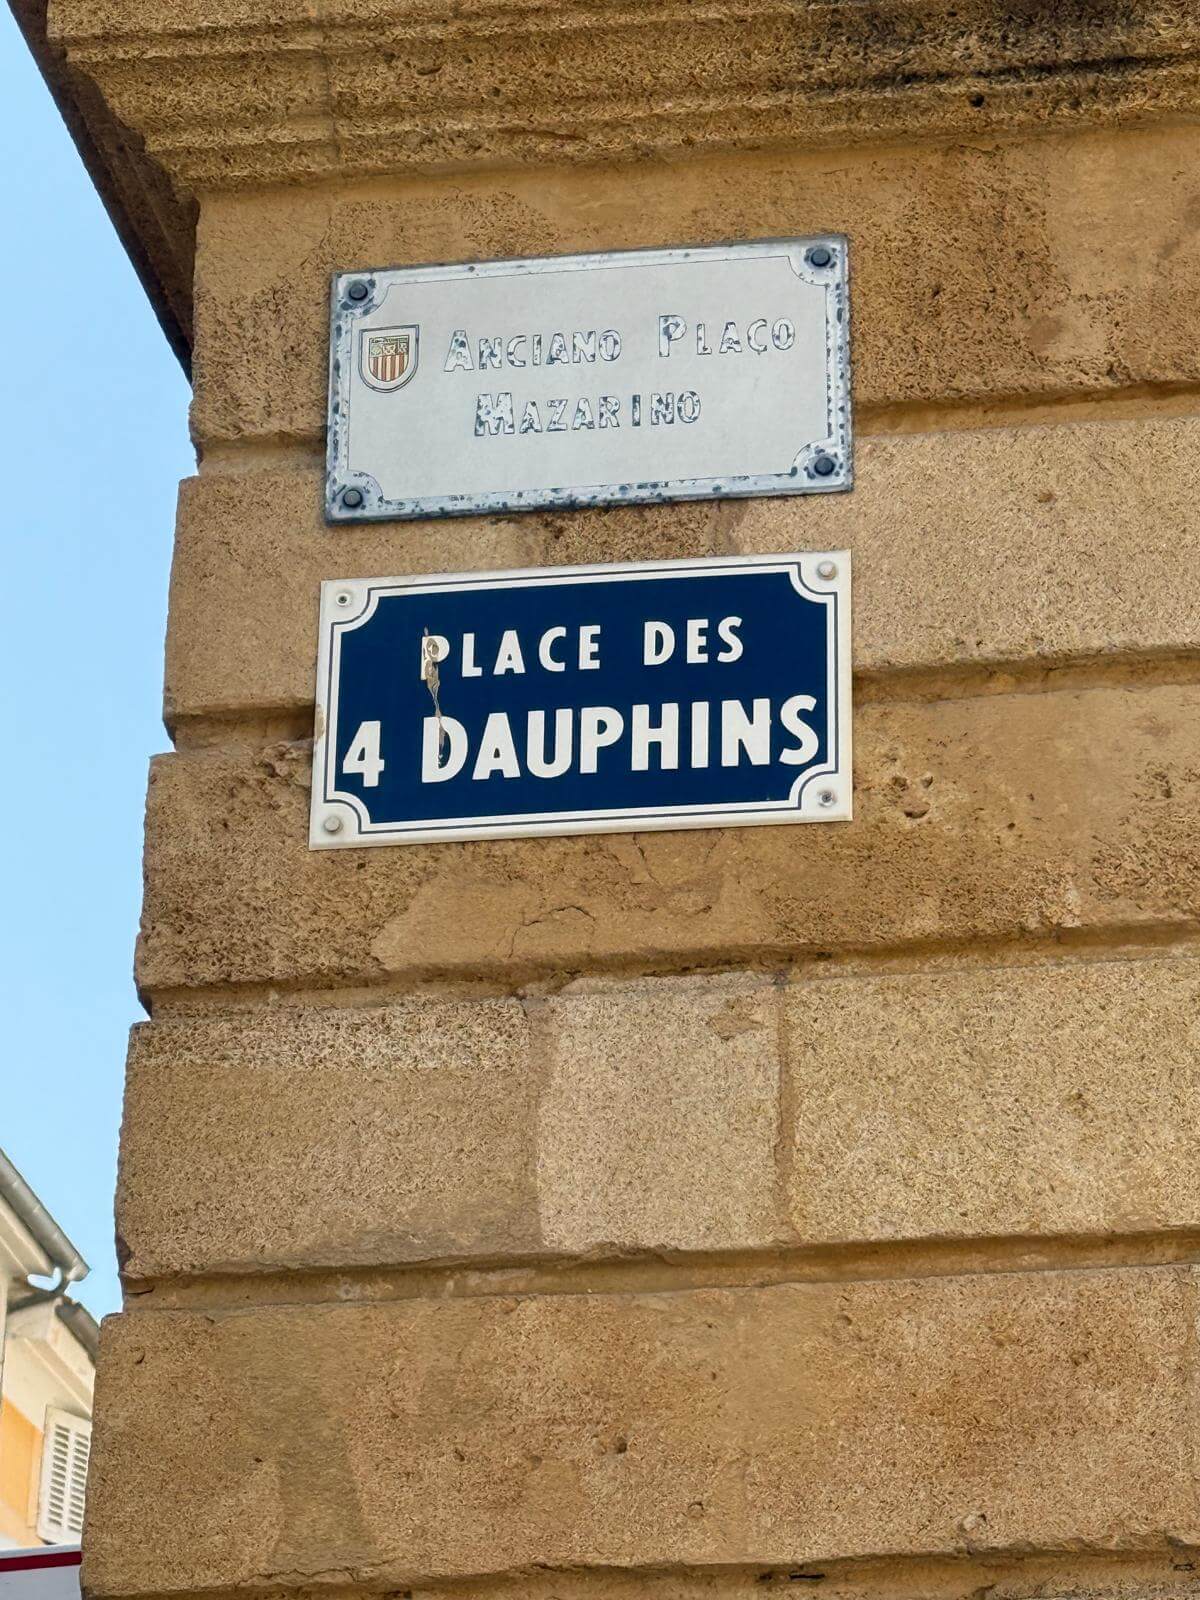 ANCIANO PLAÇO
MAZARINO
PLACE DES
4 DAUPHINS